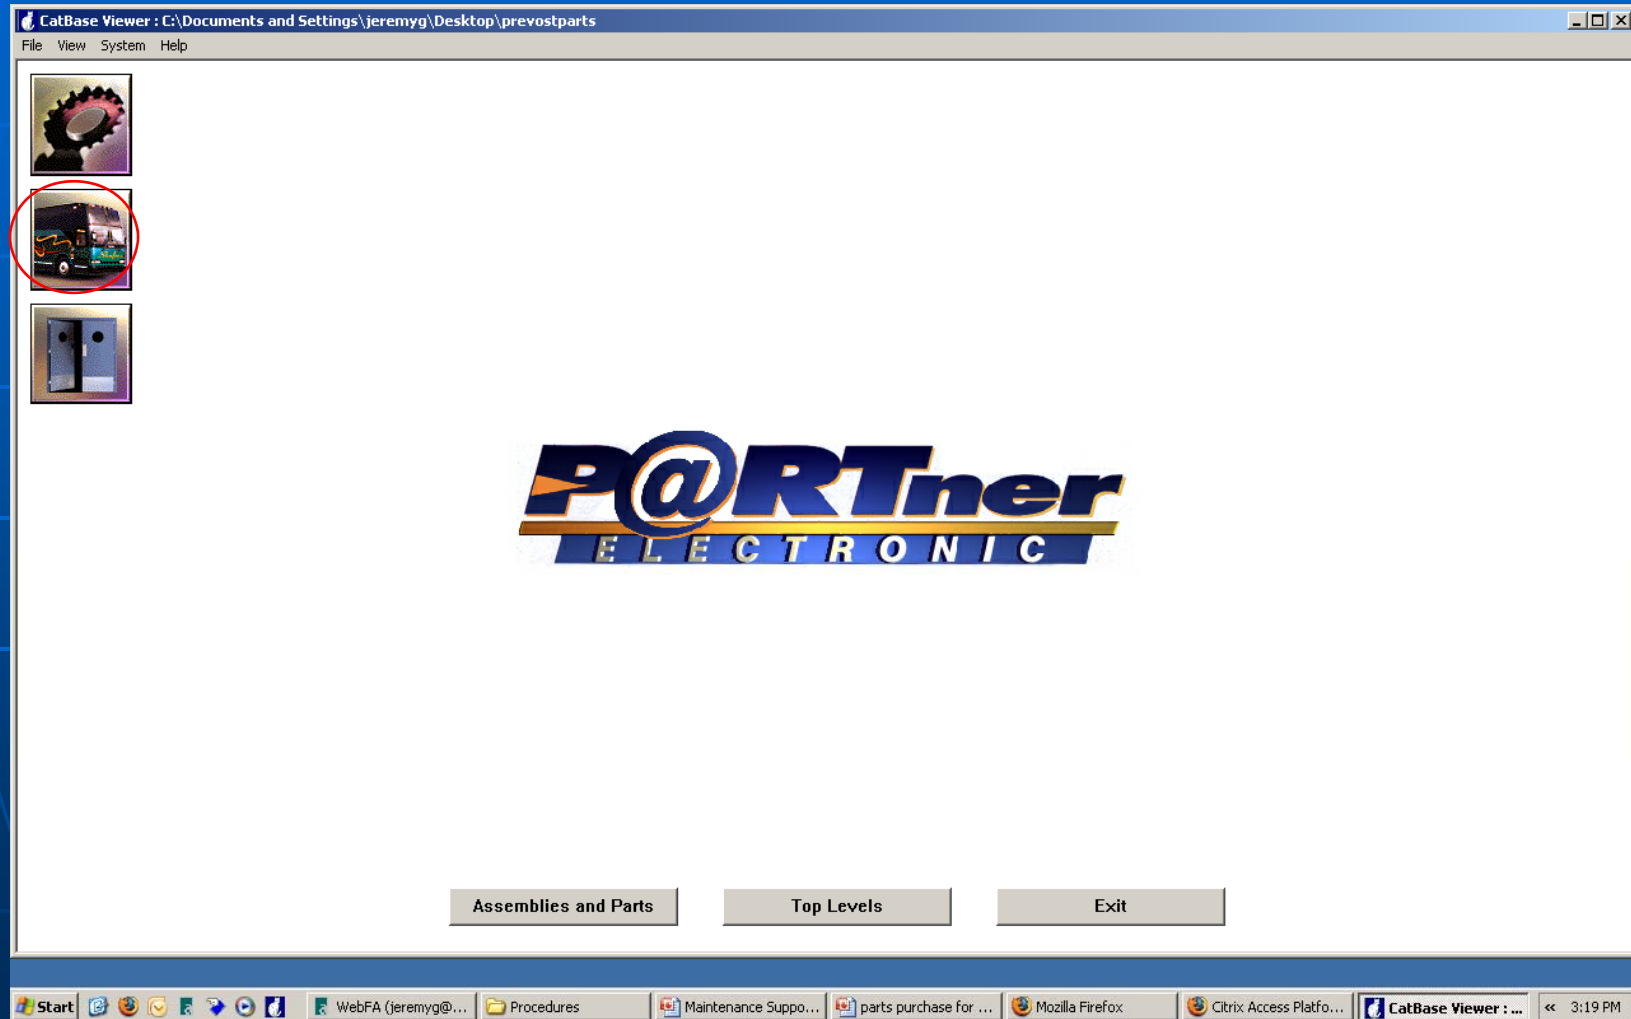 CatBase Viewer : C:\Documents and Settings\jeremyg\Desktop\prevostparts
File View System Help
P@RTner
ELECTRONIC
Assemblies and Parts Top Levels Exit
Start WebFA (jeremyg@... Procedures Maintenance Suppo... parts purchase for ... Mozilla Firefox Citrix Access Platfo... CatBase Viewer : ... « 3:19 PM